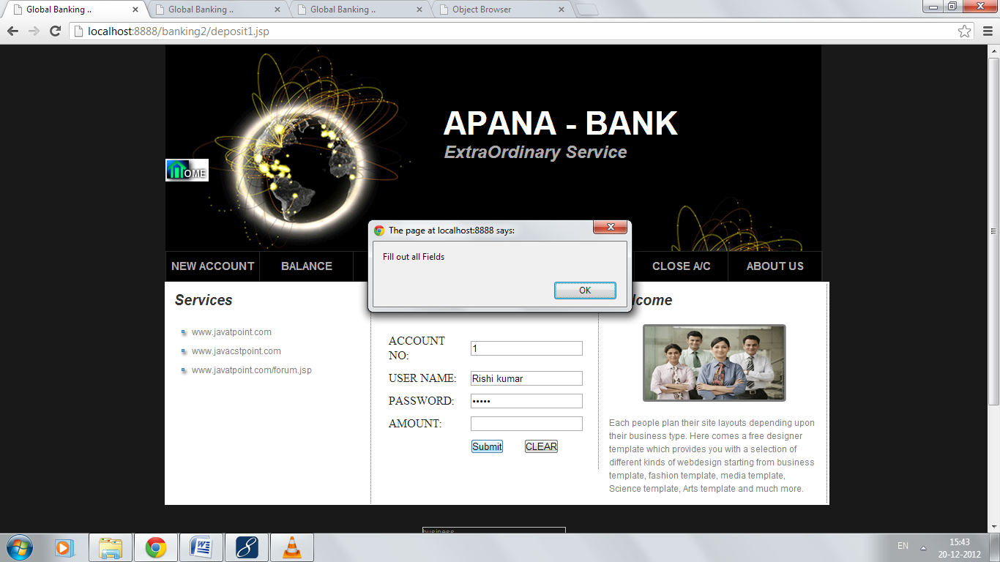 Global Banking ..
Global Banking ..
Global Banking ..
Object Browser
localhost:8888/banking2/deposit1.jsp
APANA - BANK
ExtraOrdinary Service
OME
The page at localhost:8888 says:
Fill out all Fields
OK
NEW ACCOUNT
BALANCE
CLOSE A/C
ABOUT US
Services
www.javatpoint.com
www.javacstpoint.com
www.javatpoint.com/forum.jsp
ACCOUNT
NO:
1
USER NAME:
Rishi kumar
PASSWORD:
•••••
AMOUNT:
Submit
CLEAR
lcome
Each people plan their site layouts depending upon
their business type. Here comes a free designer
template which provides you with a selection of
different kinds of webdesign starting from business
template, fashion template, media template,
Science template, Arts template and much more.
business
EN
15:43
20-12-2012